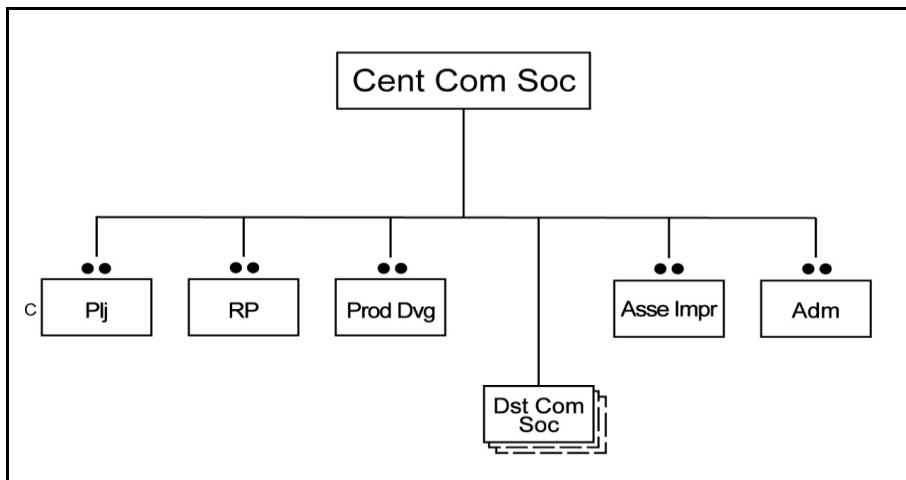 Cent Com Soc
C
Plj
RP
Prod Dvg
Asse Impr
Adm
Dst Com
Soc